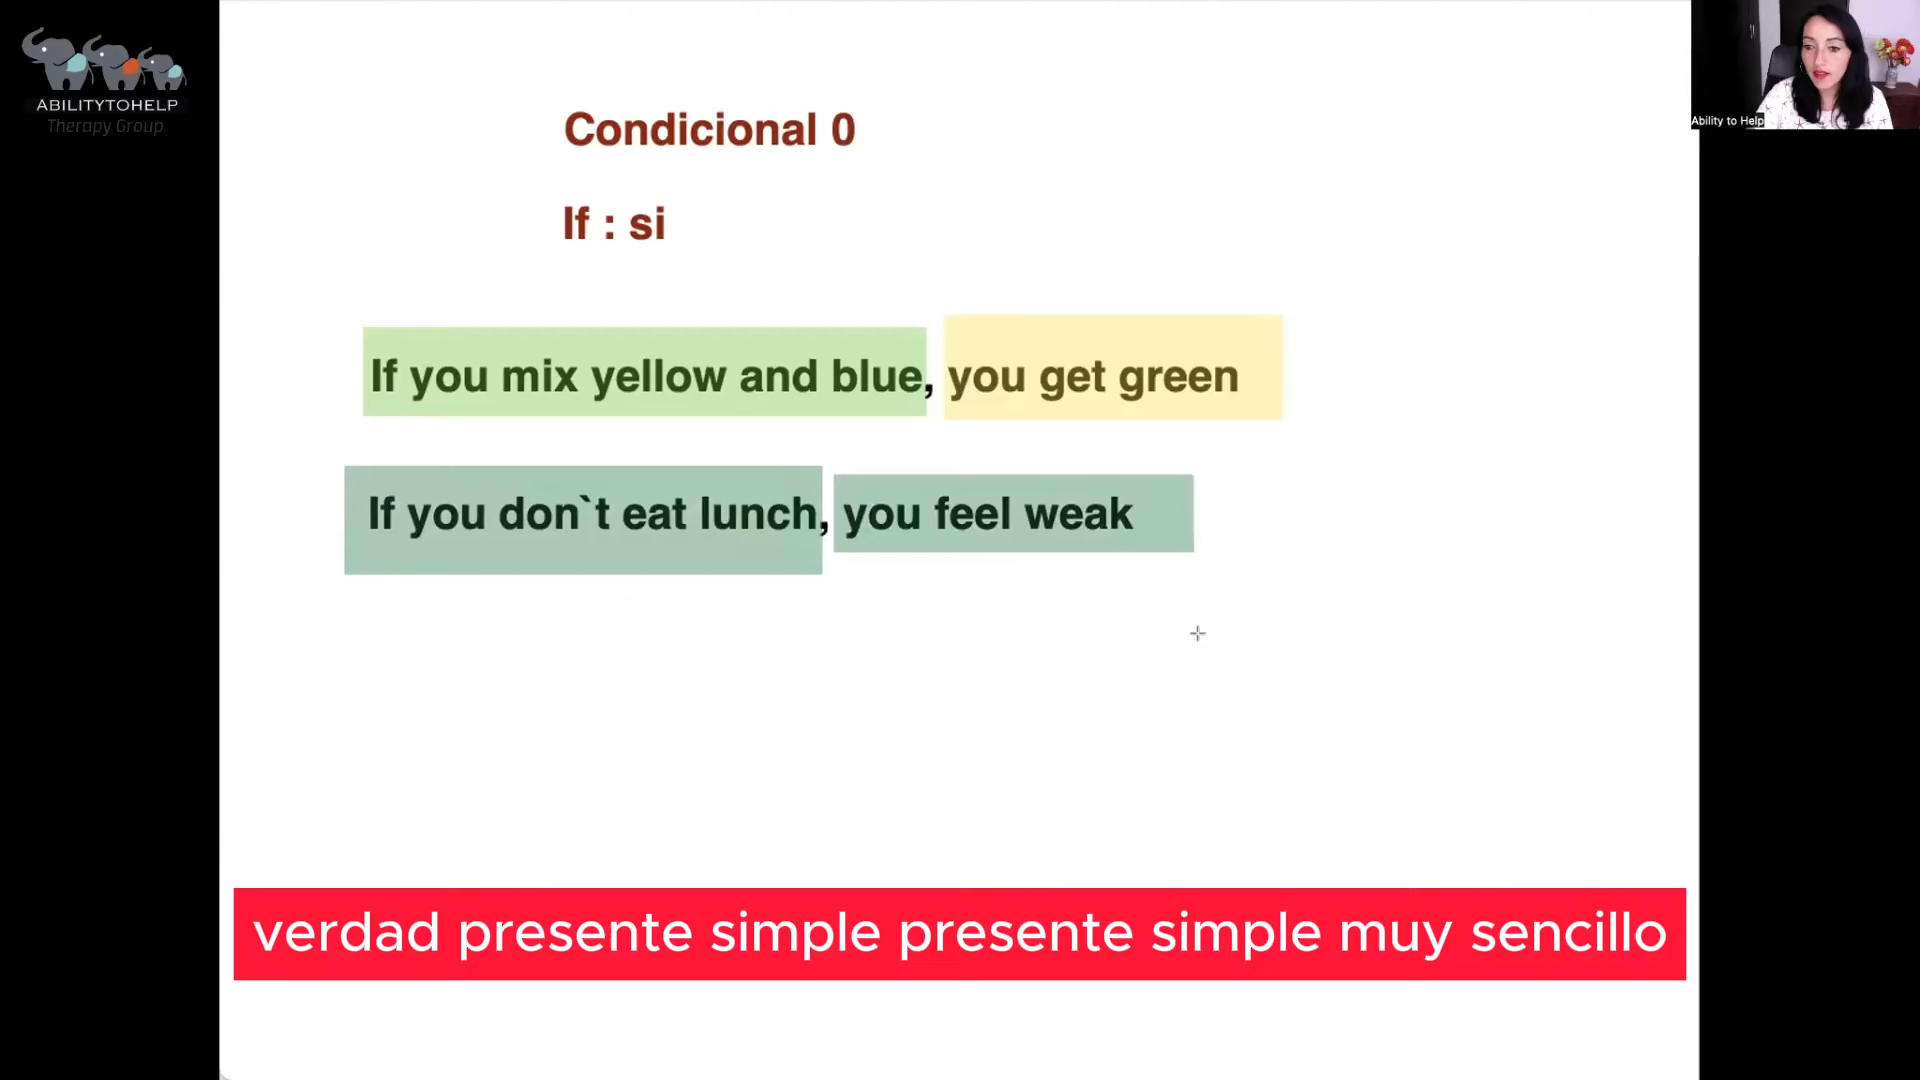 ABILITYTOHELP
Therapy Group
Ability to Help
Condicional 0
If : si
If you mix yellow and blue, you get green
If you don`t eat lunch, you feel weak
verdad presente simple presente simple muy sencillo